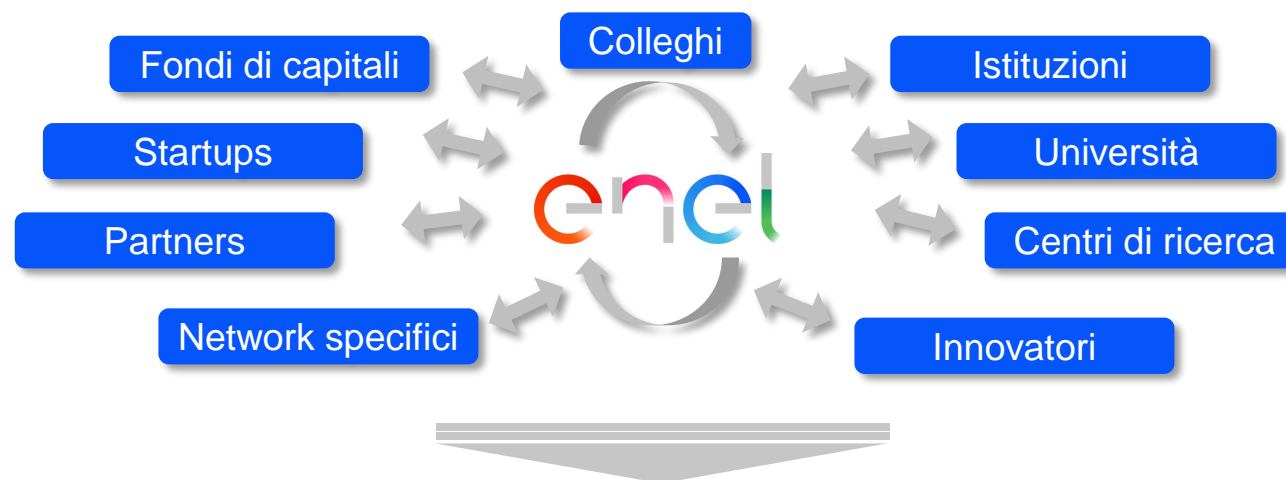 Colleghi
Fondi di capitali
Istituzioni
Startups
Università
enel
Partners
Centri di ricerca
Network specifici
Innovatori